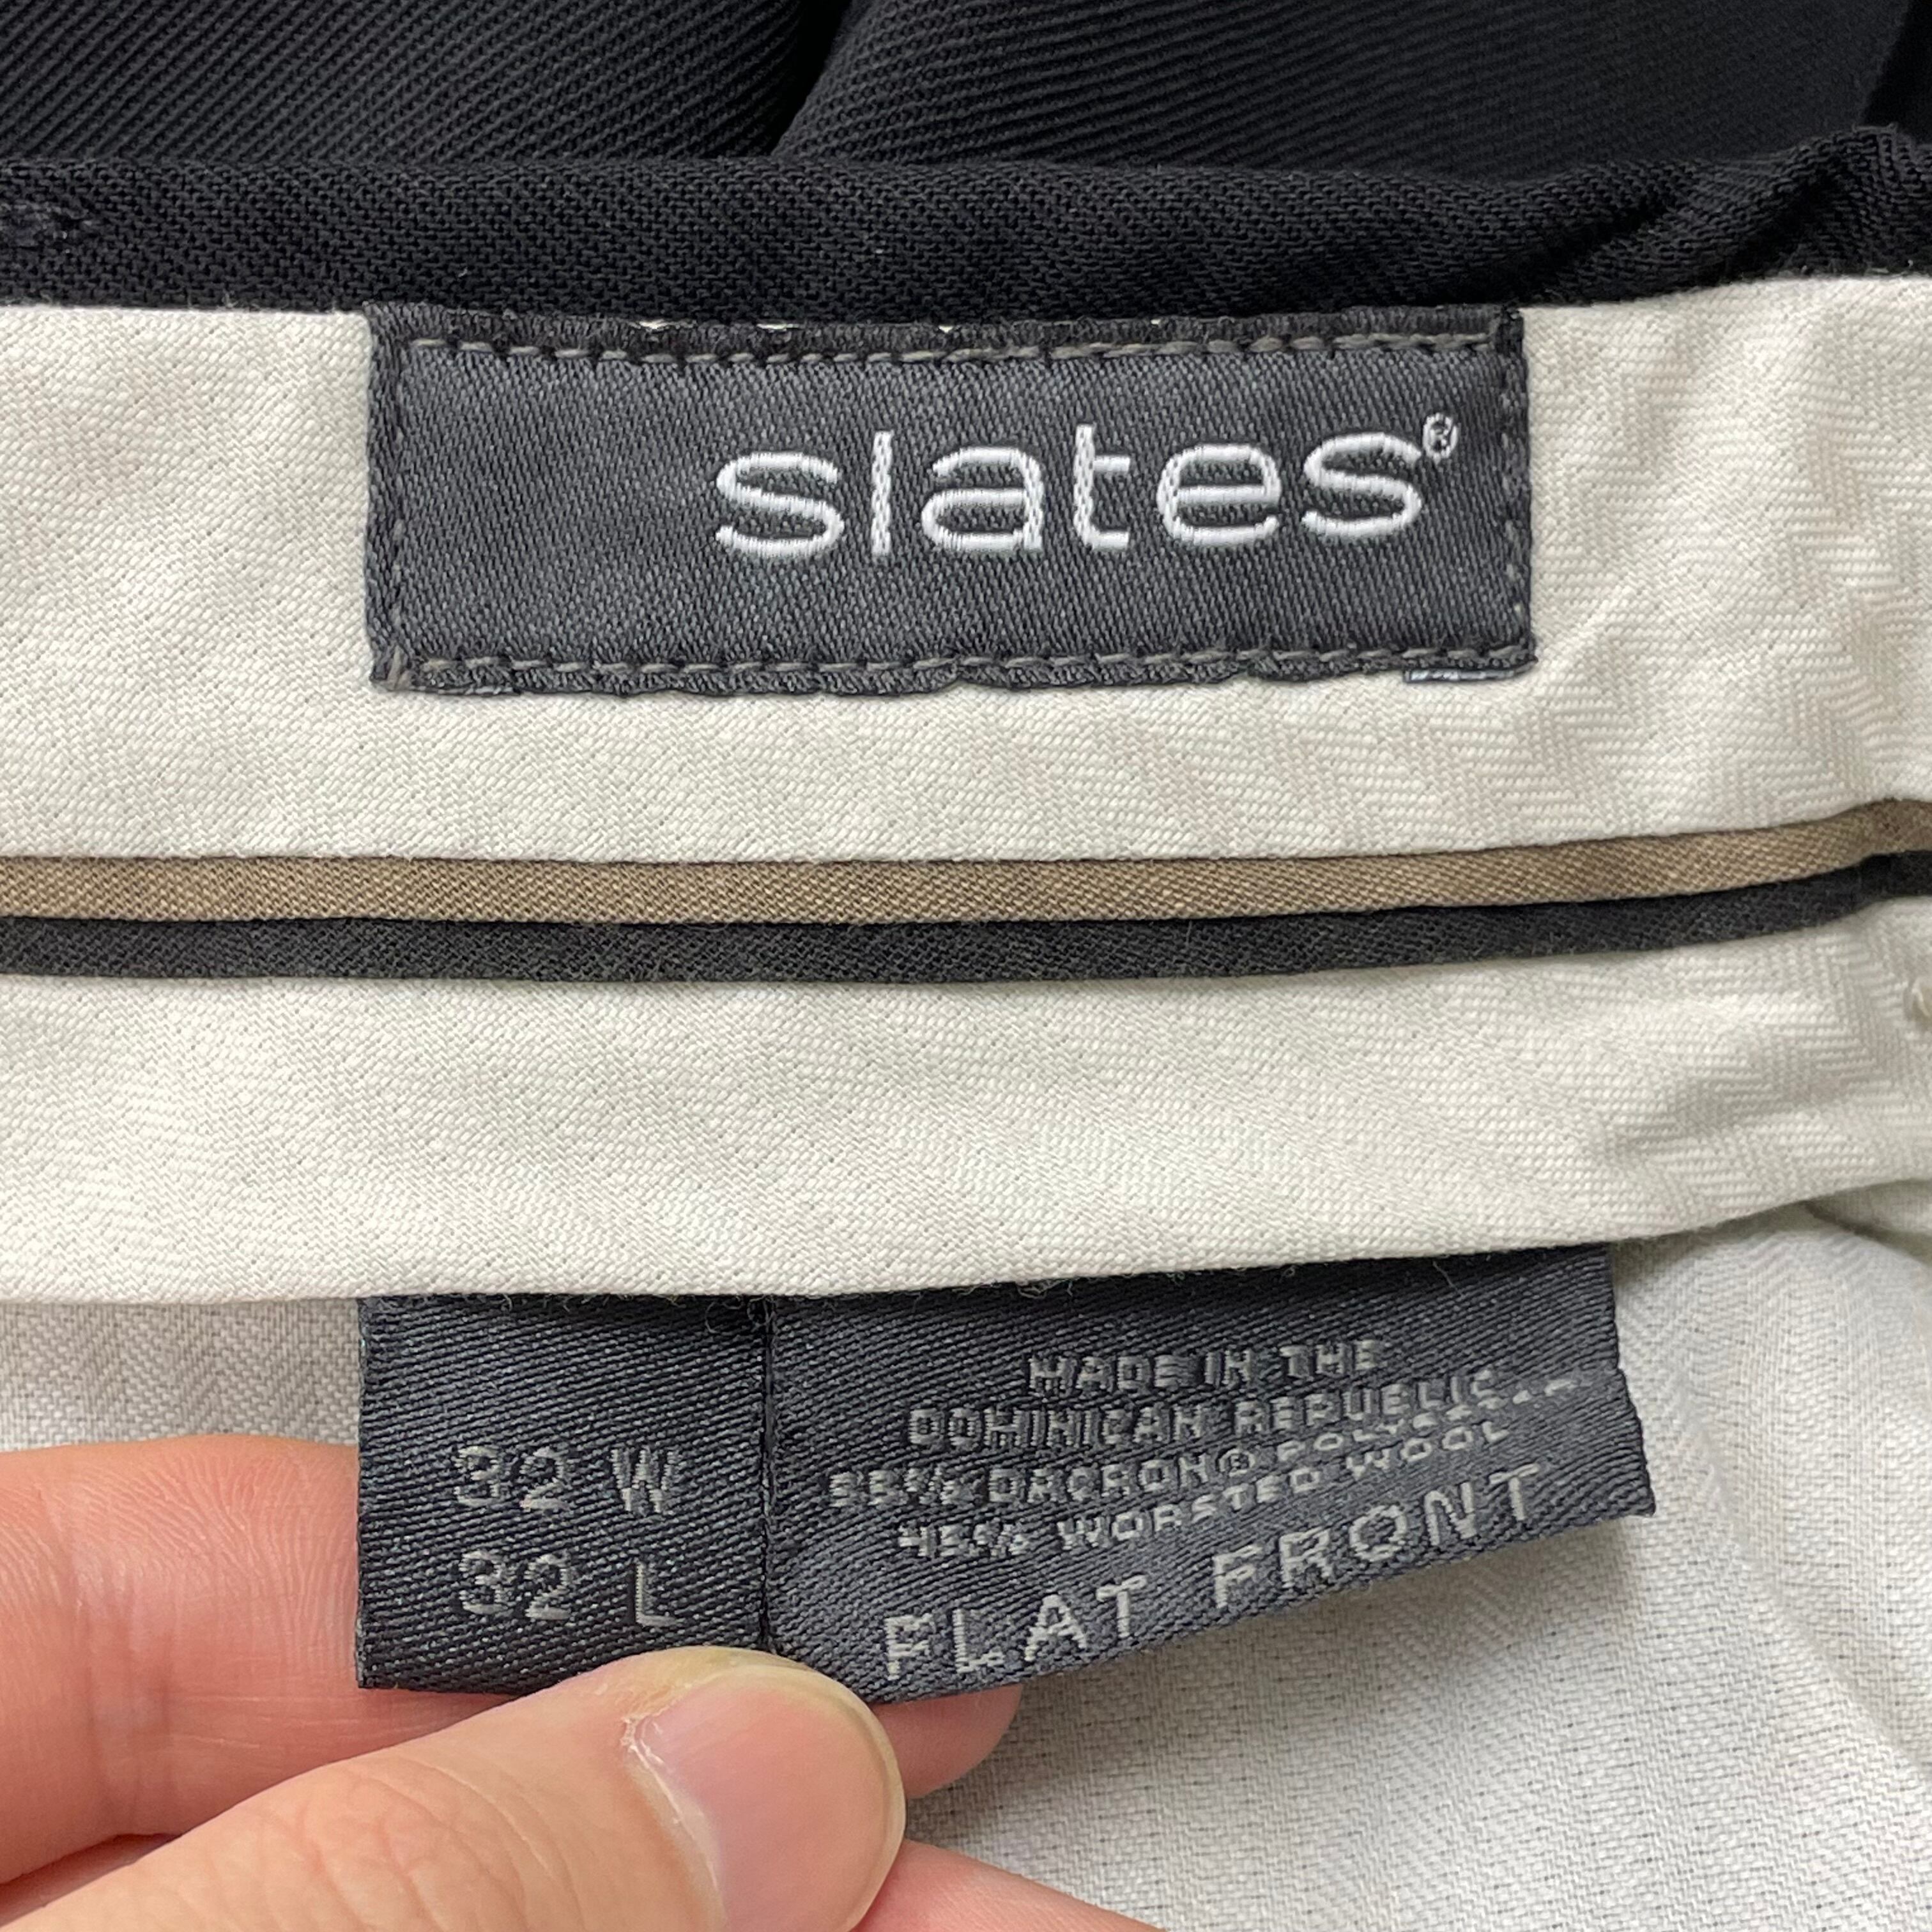 slates®
32 W
32 L
MADE IN THE
DOMINICAN REPUBLIC
55% DACRON® POLYESTER
45% WORSTED WOOL
FLAT FRONT